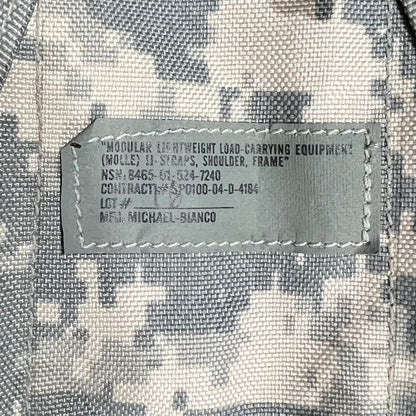 "MODULAR LIGHTWEIGHT LOAD-CARRYING EQUIPMENT
(MOLLE) II STRAPS, SHOULDER, FRAME"
NSN: 8465-01-524-7240
CONTRACT# SPO100-04-D-4184
LOT#
MFG. MICHAEL-BIANCO